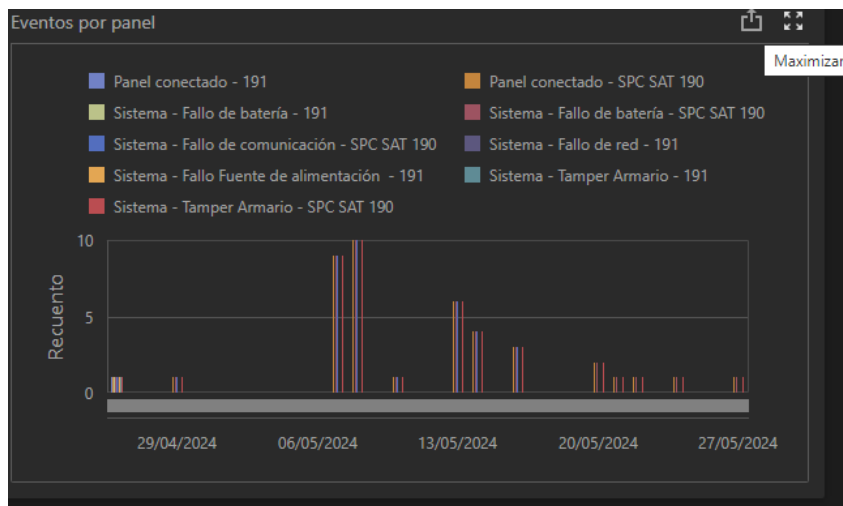 Eventos por panel
Maximizar
Panel conectado - 191
Panel conectado - SPC SAT 190
Sistema - Fallo de batería - 191
Sistema - Fallo de batería - SPC SAT 190
Sistema - Fallo de comunicación - SPC SAT 190
Sistema - Fallo de red - 191
Sistema - Fallo Fuente de alimentación - 191
Sistema - Tamper Armario - 191
Sistema - Tamper Armario - SPC SAT 190
Recuento
10
5
0
29/04/2024
06/05/2024
13/05/2024
20/05/2024
27/05/2024